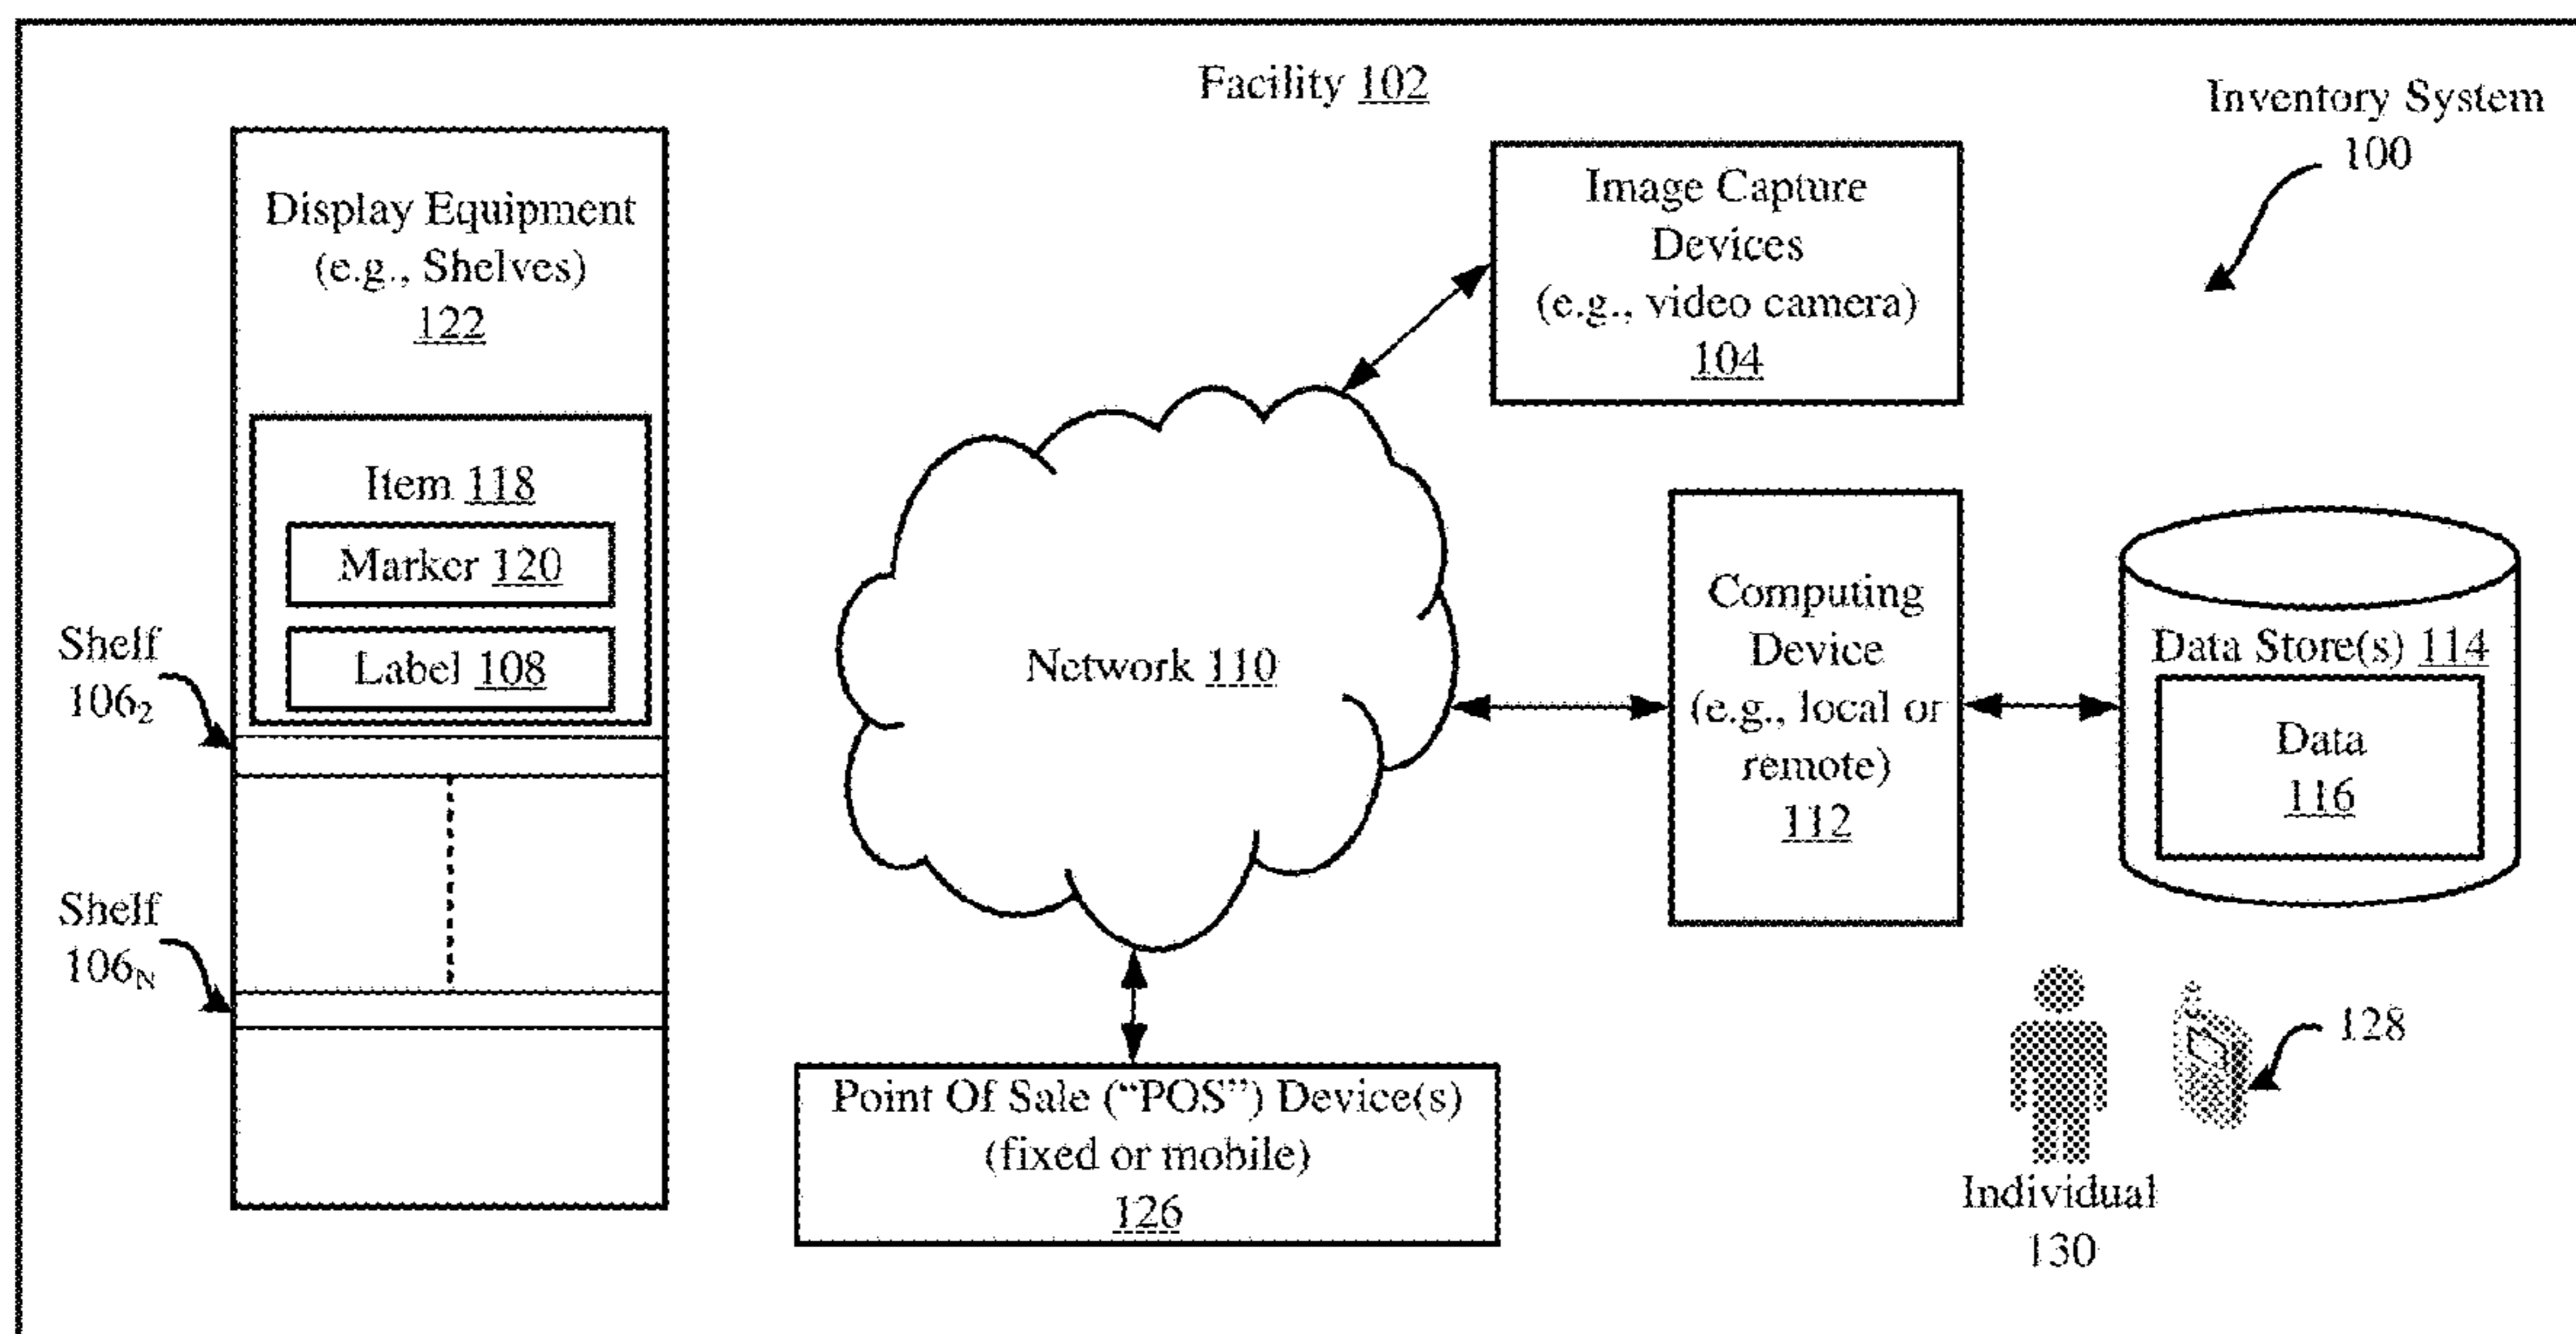 Facility 102
Inventory System
100
Display Equipment
(e.g., Shelves)
122
Item 118
Marker 120
Label 108
Shelf
106₂
Shelf
106ɴ
Image Capture
Devices
(e.g., video camera)
104
Network 110
Computing
Device
(e.g., local or
remote)
112
Data Store(s) 114
Data
116
Point Of Sale (“POS”) Device(s)
(fixed or mobile)
126
128
Individual
130